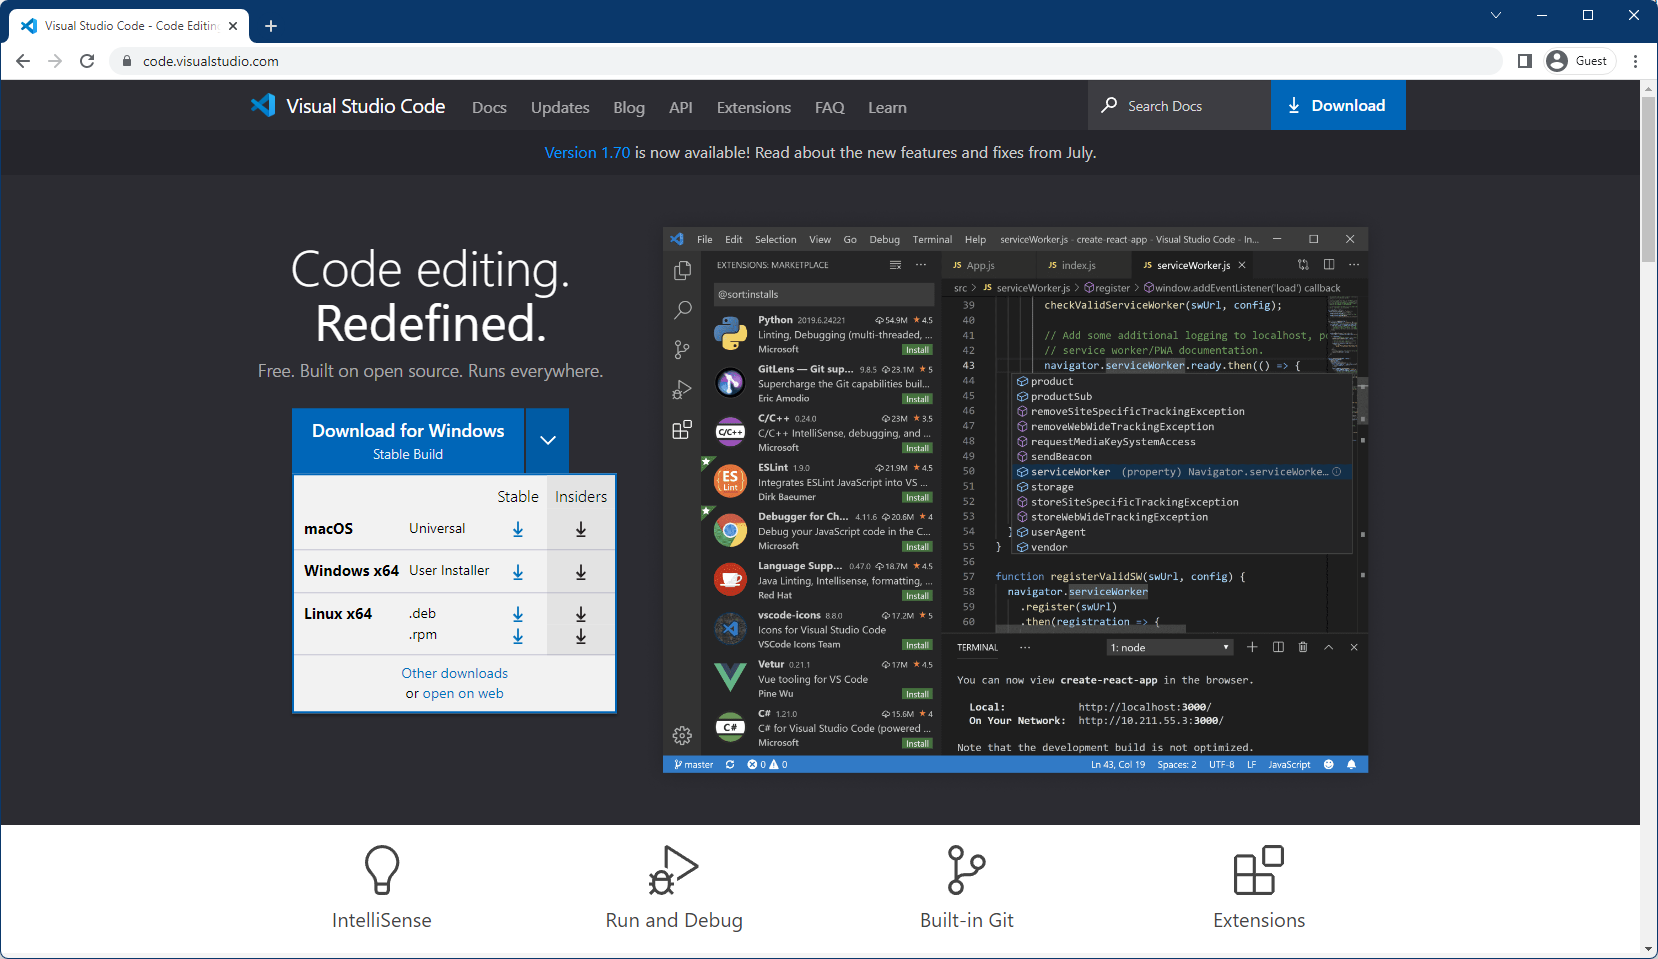 Visual Studio Code - Code Editin
code.visualstudio.com
Guest
Visual Studio Code Docs Updates Blog API Extensions FAQ Learn Search Docs Download
Version 1.70 is now available! Read about the new features and fixes from July.
Code editing.
Redefined.
Free. Built on open source. Runs everywhere.
Download for Windows
Stable Build
Stable Insiders
macOS Universal
Windows x64 User Installer
Linux x64 .deb
.rpm
Other downloads
or open on web
File Edit Selection View Go Debug Terminal Help serviceWorker.js - create-react-app - Visual Studio Code - In...
EXTENSIONS: MARKETPLACE
@sort:installs
Python 2019.6.24221 54.9M ★ 4.5
Linting, Debugging (multi-threaded, ...
Microsoft Install
GitLens — Git sup... 9.8.5 23.1M ★ 5
Supercharge the Git capabilities buil...
Eric Amodio Install
C/C++ 0.24.0 23M ★ 3.5
C/C++ IntelliSense, debugging, and ...
Microsoft Install
C/C++
ESLint 1.9.0 21.9M ★ 4.5
Integrates ESLint JavaScript into VS ...
Dirk Baeumer Install
ES
Lint
Debugger for Ch... 4.11.6 20.6M ★ 4
Debug your JavaScript code in the C...
Microsoft Install
Language Supp... 0.47.0 18.7M ★ 4.5
Java Linting, Intellisense, formatting, ...
Red Hat Install
vscode-icons 8.8.0 17.2M ★ 5
Icons for Visual Studio Code
VSCode Icons Team Install
Vetur 0.21.1 17M ★ 4.5
Vue tooling for VS Code
Pine Wu Install
C# 1.21.0 15.6M ★ 4
C# for Visual Studio Code (powered ...
Microsoft Install
C#
JS App.js JS index.js JS serviceWorker.js
src > JS serviceWorker.js > register > window.addEventListener('load') callback
39 checkValidServiceWorker(swUrl, config);
40
41 // Add some additional logging to localhost, p
42 // service worker/PWA documentation.
43 navigator.serviceWorker.ready.then(() => {
44 product
45 productSub
46 removeSiteSpecificTrackingException
47 removeWebWideTrackingException
48 requestMediaKeySystemAccess
49 sendBeacon
50 serviceWorker (property) Navigator.serviceWorke...
51 storage
52 storeSiteSpecificTrackingException
53 storeWebWideTrackingException
54 userAgent
55 } vendor
56
57 function registerValidSW(swUrl, config) {
58 navigator.serviceWorker
59 .register(swUrl)
60 .then(registration => {
TERMINAL ... 1: node
You can now view create-react-app in the browser.
Local: http://localhost:3000/
On Your Network: http://10.211.55.3:3000/
Note that the development build is not optimized.
master 0 0 Ln 43, Col 19 Spaces: 2 UTF-8 LF JavaScript
IntelliSense Run and Debug Built-in Git Extensions